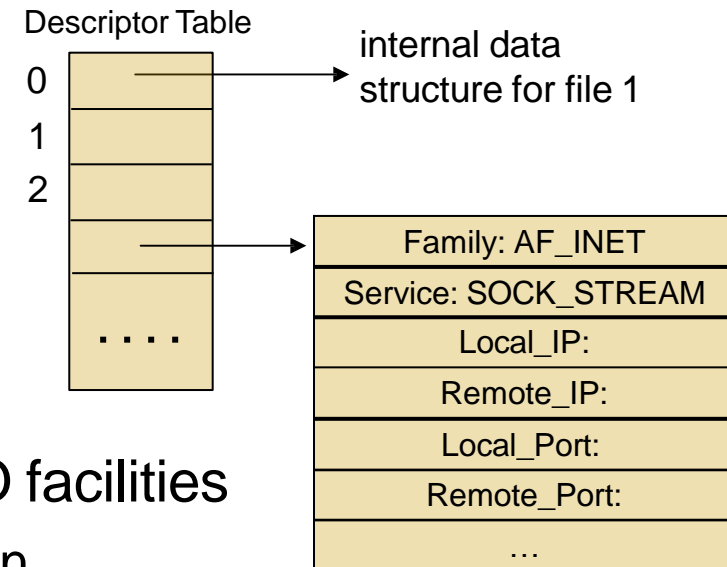 Descriptor Table
internal data
structure for file 1
0
1
2
Family: AF_INET
Service: SOCK_STREAM
Local_IP:
Remote_IP:
Local_Port:
Remote_Port:
…
. . . .
facilities